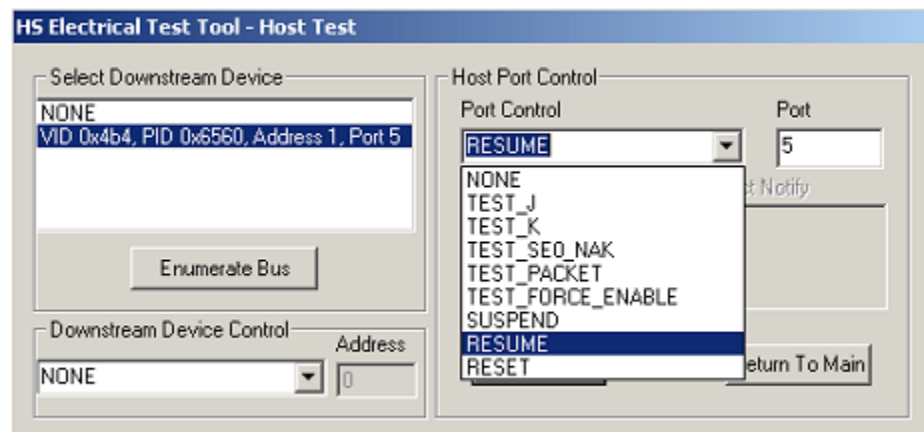 HS Electrical Test Tool - Host Test
Select Downstream Device
NONE
VID 0x4b4, PID 0x6560, Address 1, Port 5
Enumerate Bus
Downstream Device Control
Address
NONE
0
Host Port Control
Port Control
Port
RESUME
5
NONE
TEST_J
TEST_K
TEST_SE0_NAK
TEST_PACKET
TEST_FORCE_ENABLE
SUSPEND
RESUME
RESET
Notify
To Main